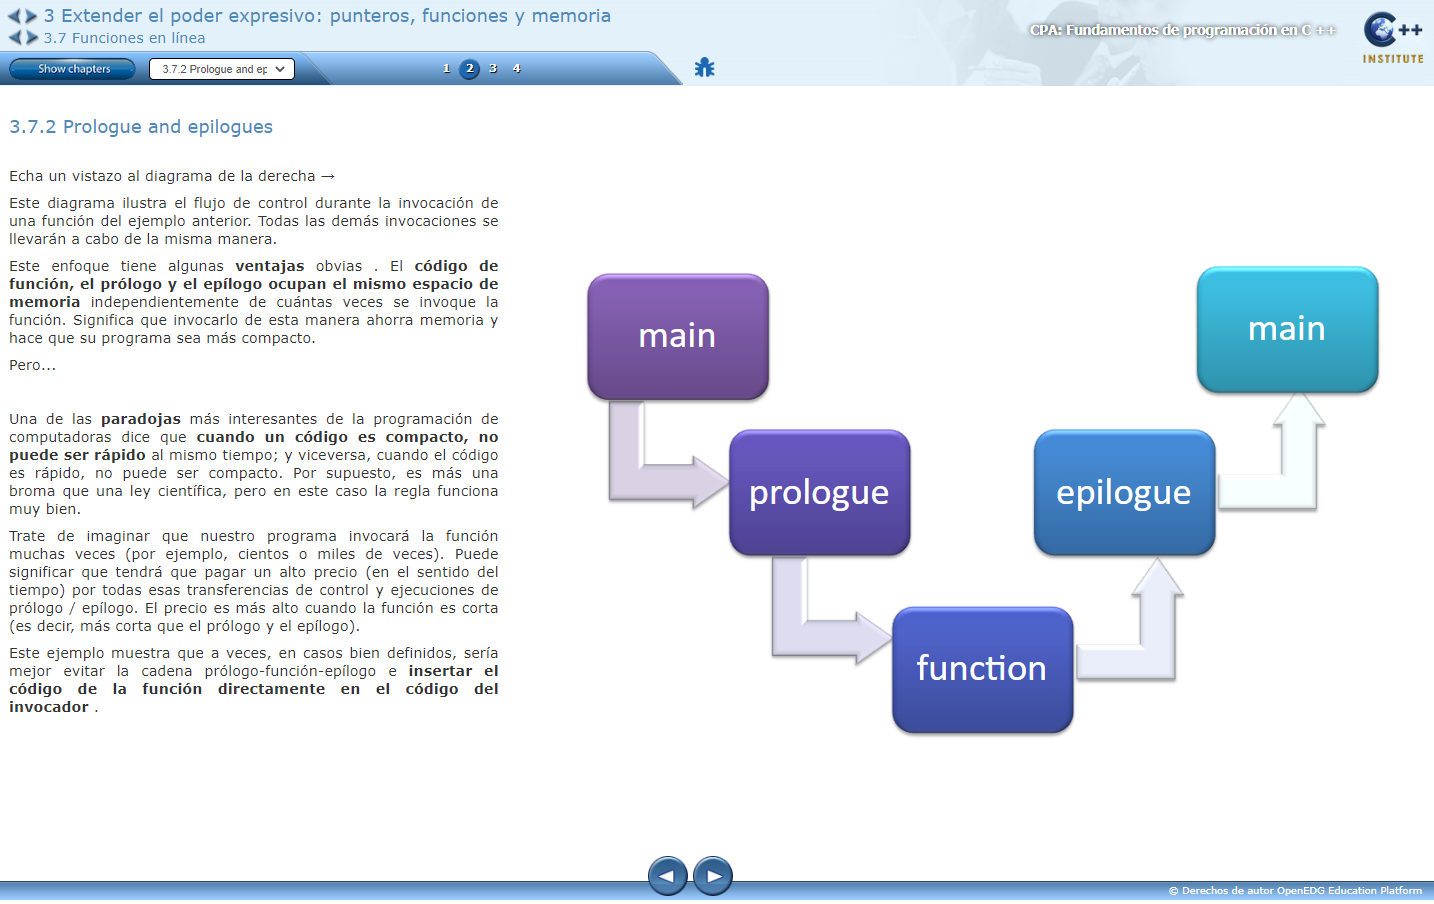 3 Extender el poder expresivo: punteros, funciones y memoria
3.7 Funciones en línea
CPA: Fundamentos de programación en C ++
C++
INSTITUTE
Show chapters
3.7.2 Prologue and ep
1 2 3 4
3.7.2 Prologue and epilogues
Echa un vistazo al diagrama de la derecha →
Este diagrama ilustra el flujo de control durante la invocación de
una función del ejemplo anterior. Todas las demás invocaciones se
llevarán a cabo de la misma manera.
Este enfoque tiene algunas ventajas obvias . El código de
función, el prólogo y el epílogo ocupan el mismo espacio de
memoria independientemente de cuántas veces se invoque la
función. Significa que invocarlo de esta manera ahorra memoria y
hace que su programa sea más compacto.
Pero...
Una de las paradojas más interesantes de la programación de
computadoras dice que cuando un código es compacto, no
puede ser rápido al mismo tiempo; y viceversa, cuando el código
es rápido, no puede ser compacto. Por supuesto, es más una
broma que una ley científica, pero en este caso la regla funciona
muy bien.
Trate de imaginar que nuestro programa invocará la función
muchas veces (por ejemplo, cientos o miles de veces). Puede
significar que tendrá que pagar un alto precio (en el sentido del
tiempo) por todas esas transferencias de control y ejecuciones de
prólogo / epílogo. El precio es más alto cuando la función es corta
(es decir, más corta que el prólogo y el epílogo).
Este ejemplo muestra que a veces, en casos bien definidos, sería
mejor evitar la cadena prólogo-función-epílogo e insertar el
código de la función directamente en el código del
invocador .
main
prologue
function
epilogue
main
© Derechos de autor OpenEDG Education Platform